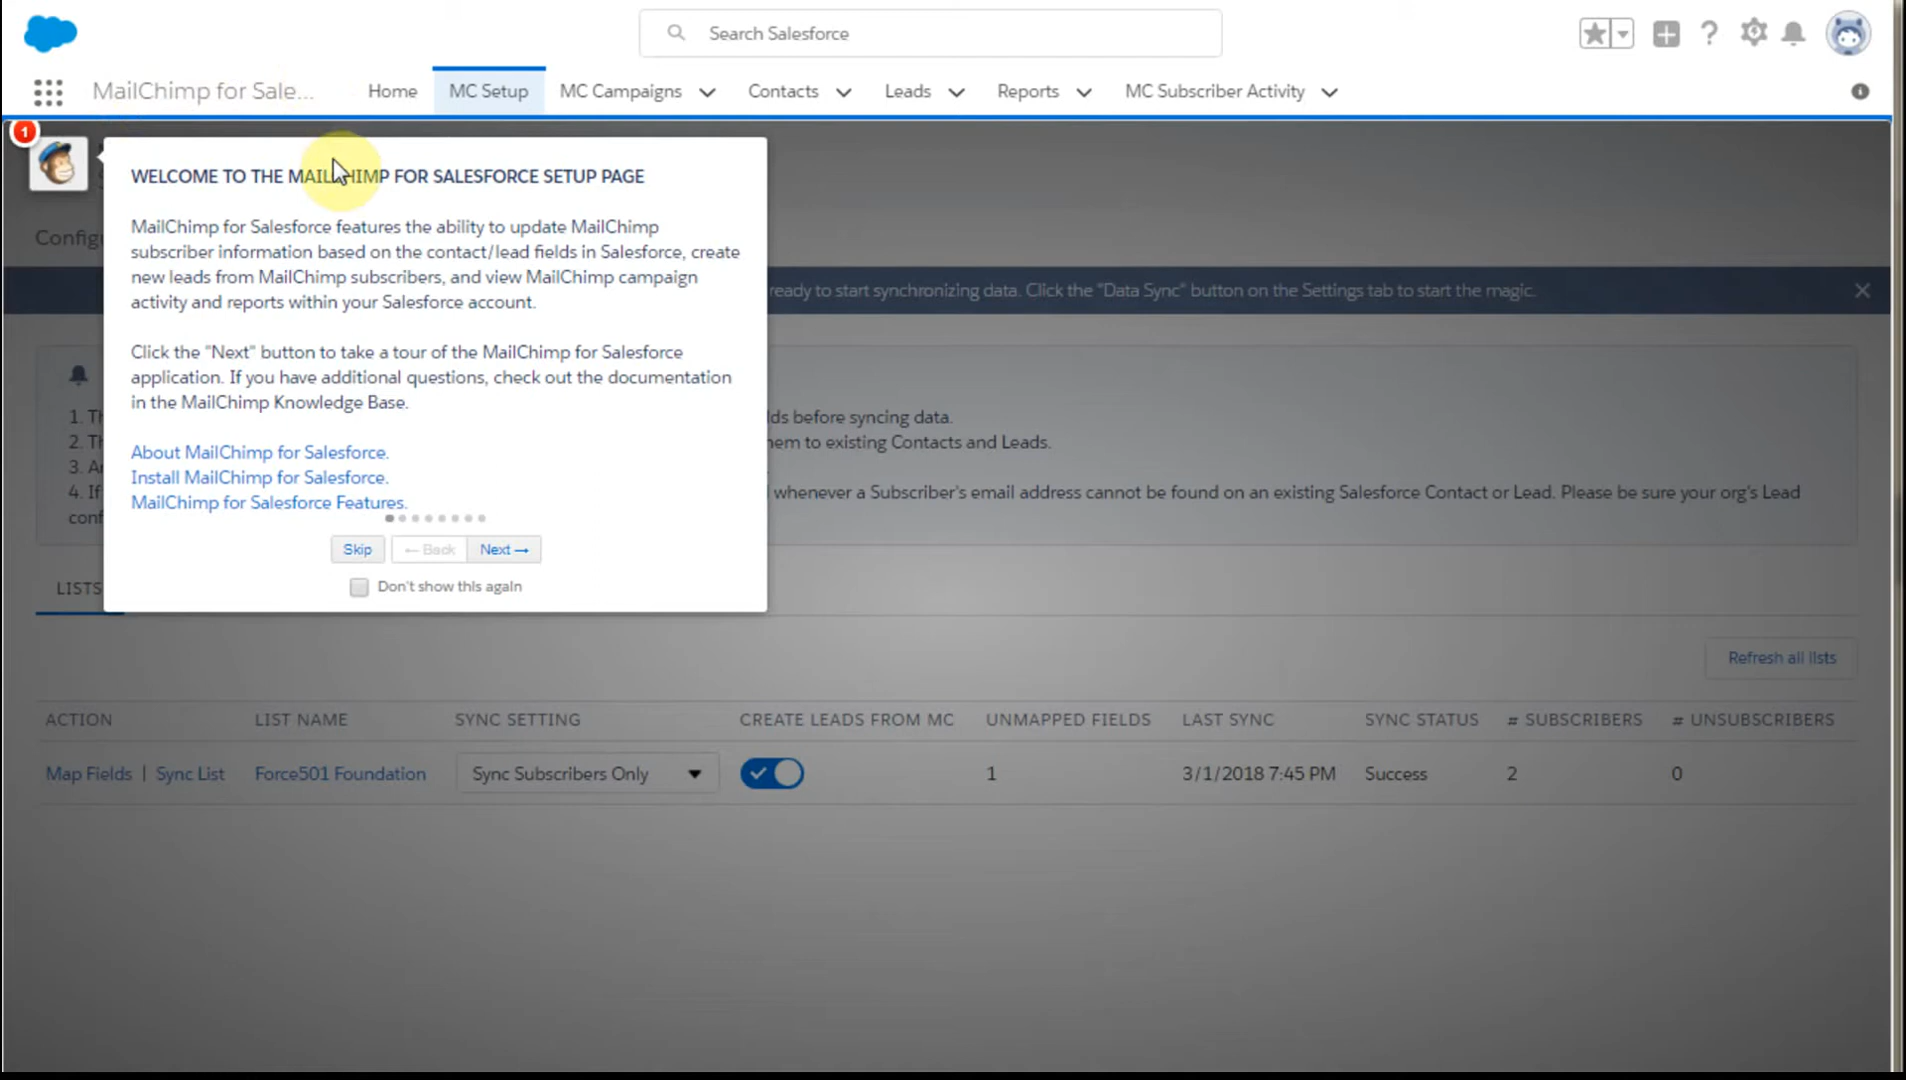 Search Salesforce
MailChimp for Sale... Home MC Setup MC Campaigns Contacts Leads Reports MC Subscriber Activity
1
WELCOME TO THE MAILCHIMP FOR SALESFORCE SETUP PAGE
MailChimp for Salesforce features the ability to update MailChimp
subscriber information based on the contact/lead fields in Salesforce, create
new leads from MailChimp subscribers, and view MailChimp campaign
activity and reports within your Salesforce account.
Click the "Next" button to take a tour of the MailChimp for Salesforce
application. If you have additional questions, check out the documentation
in the MailChimp Knowledge Base.
About MailChimp for Salesforce.
Install MailChimp for Salesforce.
MailChimp for Salesforce Features.
Skip ← Back Next →
Don't show this again
ready to start synchronizing data. Click the "Data Sync" button on the Settings tab to start the magic.
1. before syncing data.
2. to existing Contacts and Leads.
3.
4. If whenever a Subscriber's email address cannot be found on an existing Salesforce Contact or Lead. Please be sure your org's Lead
LISTS
Refresh all lists
ACTION LIST NAME SYNC SETTING CREATE LEADS FROM MC UNMAPPED FIELDS LAST SYNC SYNC STATUS # SUBSCRIBERS # UNSUBSCRIBERS
Map Fields | Sync List Force501 Foundation Sync Subscribers Only 1 3/1/2018 7:45 PM Success 2 0